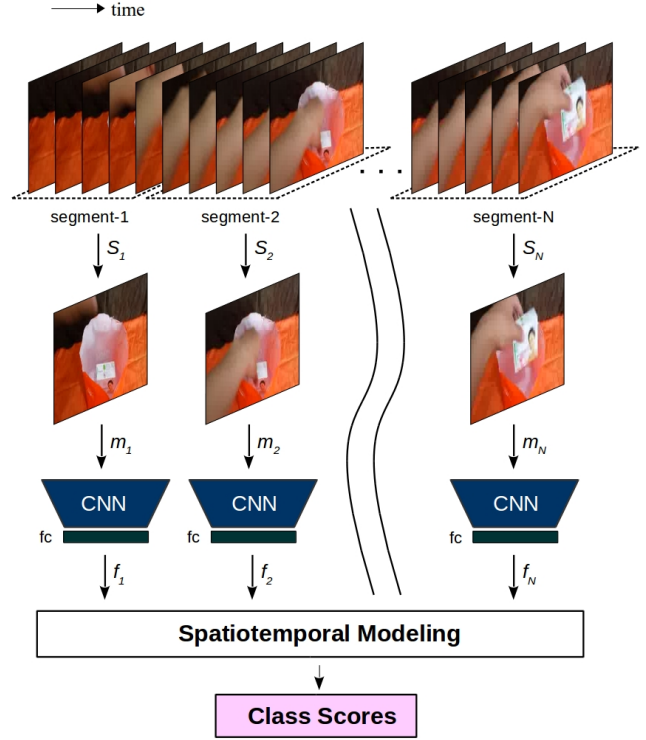 time
. . .
segment-1 segment-2 segment-N
S1 S2 SN
m1 m2 mN
CNN CNN CNN
fc fc fc
f1 f2 fN
Spatiotemporal Modeling
Class Scores